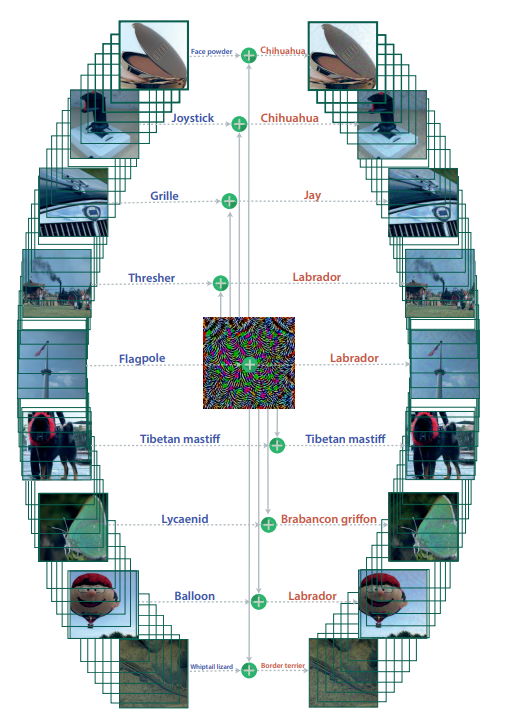 Face powder Chihuahua
Joystick Chihuahua
Grille Jay
Thresher Labrador
Flagpole Labrador
Tibetan mastiff Tibetan mastiff
Lycaenid Brabancon griffon
Balloon Labrador
Whiptail lizard Border terrier